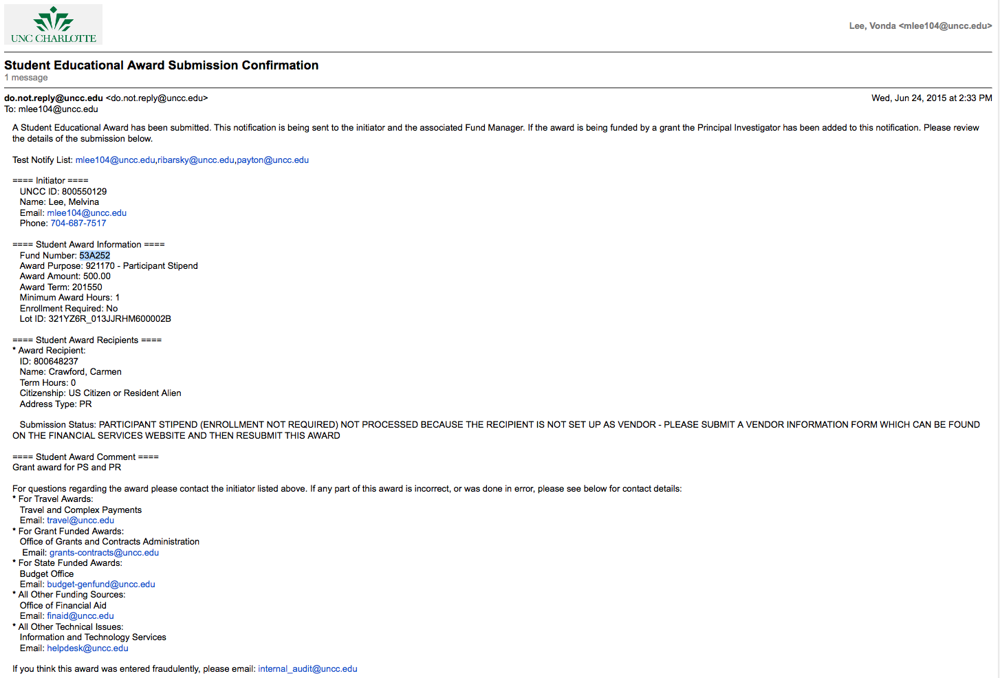 UNC CHARLOTTE
Lee, Vonda <mlee104@uncc.edu>
Student Educational Award Submission Confirmation
1 message
do.not.reply@uncc.edu <do.not.reply@uncc.edu>
Wed, Jun 24, 2015 at 2:33 PM
To: mlee104@uncc.edu
A Student Educational Award has been submitted. This notification is being sent to the initiator and the associated Fund Manager. If the award is being funded by a grant the Principal Investigator has been added to this notification. Please review
the details of the submission below.
Test Notify List: mlee104@uncc.edu,ribarsky@uncc.edu,payton@uncc.edu
==== Initiator ====
UNCC ID: 800550129
Name: Lee, Melvina
Email: mlee104@uncc.edu
Phone: 704-687-7517
==== Student Award Information ====
Fund Number: 53A252
Award Purpose: 921170 - Participant Stipend
Award Amount: 500.00
Award Term: 201550
Minimum Award Hours: 1
Enrollment Required: No
Lot ID: 321YZ6R_013JJRHM600002B
==== Student Award Recipients ====
* Award Recipient:
ID: 800648237
Name: Crawford, Carmen
Term Hours: 0
Citizenship: US Citizen or Resident Alien
Address Type: PR
Submission Status: PARTICIPANT STIPEND (ENROLLMENT NOT REQUIRED) NOT PROCESSED BECAUSE THE RECIPIENT IS NOT SET UP AS VENDOR - PLEASE SUBMIT A VENDOR INFORMATION FORM WHICH CAN BE FOUND
ON THE FINANCIAL SERVICES WEBSITE AND THEN RESUBMIT THIS AWARD
==== Student Award Comment ====
Grant award for PS and PR
For questions regarding the award please contact the initiator listed above. If any part of this award is incorrect, or was done in error, please see below for contact details:
* For Travel Awards:
Travel and Complex Payments
Email: travel@uncc.edu
* For Grant Funded Awards:
Office of Grants and Contracts Administration
Email: grants-contracts@uncc.edu
* For State Funded Awards:
Budget Office
Email: budget-genfund@uncc.edu
* All Other Funding Sources:
Office of Financial Aid
Email: finaid@uncc.edu
* All Other Technical Issues:
Information and Technology Services
Email: helpdesk@uncc.edu
If you think this award was entered fraudulently, please email: internal_audit@uncc.edu